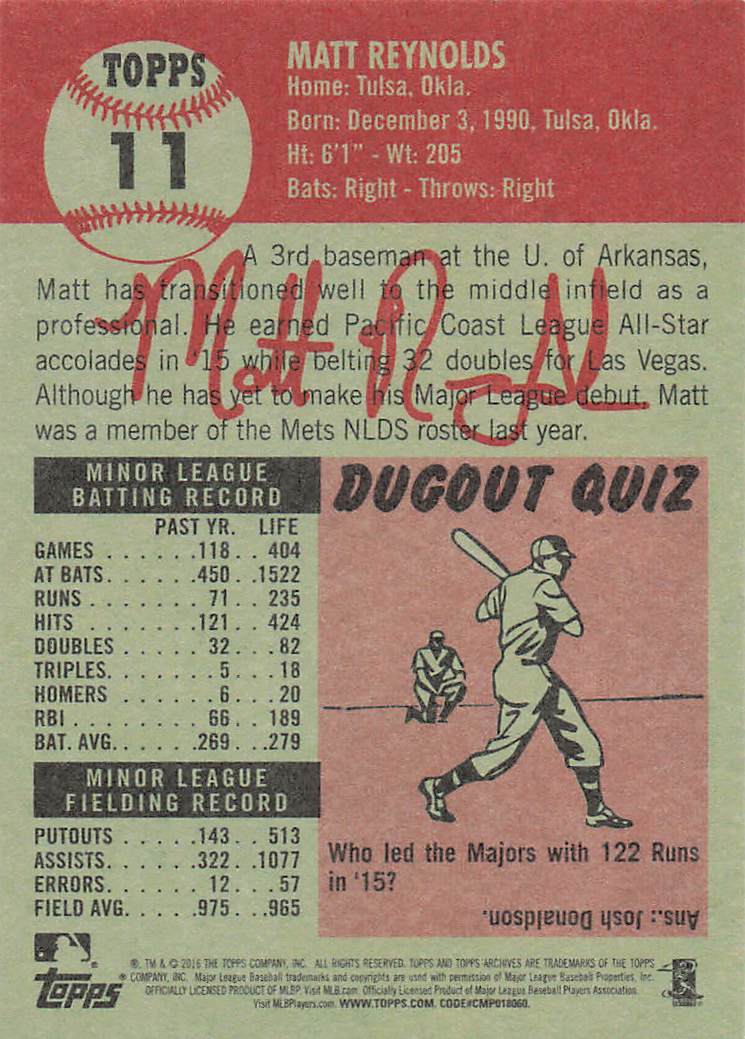 TOPPS
11
MATT REYNOLDS
Home: Tulsa, Okla.
Born: December 3, 1990, Tulsa, Okla.
Ht: 6'1" - Wt: 205
Bats: Right - Throws: Right
A 3rd baseman at the U. of Arkansas,
Matt has transitioned well to the middle infield as a
professional. He earned Pacific Coast League All-Star
accolades in '15 while belting 32 doubles for Las Vegas.
Although he has yet to make his Major League debut, Matt
was a member of the Mets NLDS roster last year.
Matt Reynolds
MINOR LEAGUE
BATTING RECORD
PAST YR. LIFE
GAMES . . . . . .118. . 404
AT BATS. . . . . .450. .1522
RUNS . . . . . . . 71. . 235
HITS . . . . . . .121. . 424
DOUBLES . . . . . 32. . . 82
TRIPLES. . . . . . 5. . . 18
HOMERS . . . . . . 6. . . 20
RBI . . . . . . . 66. . 189
BAT. AVG. . . . . .269. . .279
MINOR LEAGUE
FIELDING RECORD
PUTOUTS . . . . .143. . 513
ASSISTS. . . . . .322. .1077
ERRORS. . . . . . 12. . . 57
FIELD AVG. . . . .975. . .965
DUGOUT QUIZ
Who led the Majors with 122 Runs
in '15?
Ans.: Josh Donaldson.
topps
®, TM & © 2016 THE TOPPS COMPANY, INC. ALL RIGHTS RESERVED. TOPPS AND TOPPS ARCHIVES ARE TRADEMARKS OF THE TOPPS
COMPANY, INC. Major League Baseball trademarks and copyrights are used with permission of Major League Baseball Properties, Inc.
OFFICIALLY LICENSED PRODUCT OF MLBP. Visit MLB.com. Officially Licensed Product of Major League Baseball Players Association.
Visit MLBPlayers.com. WWW.TOPPS.COM. CODE#CMP018060.